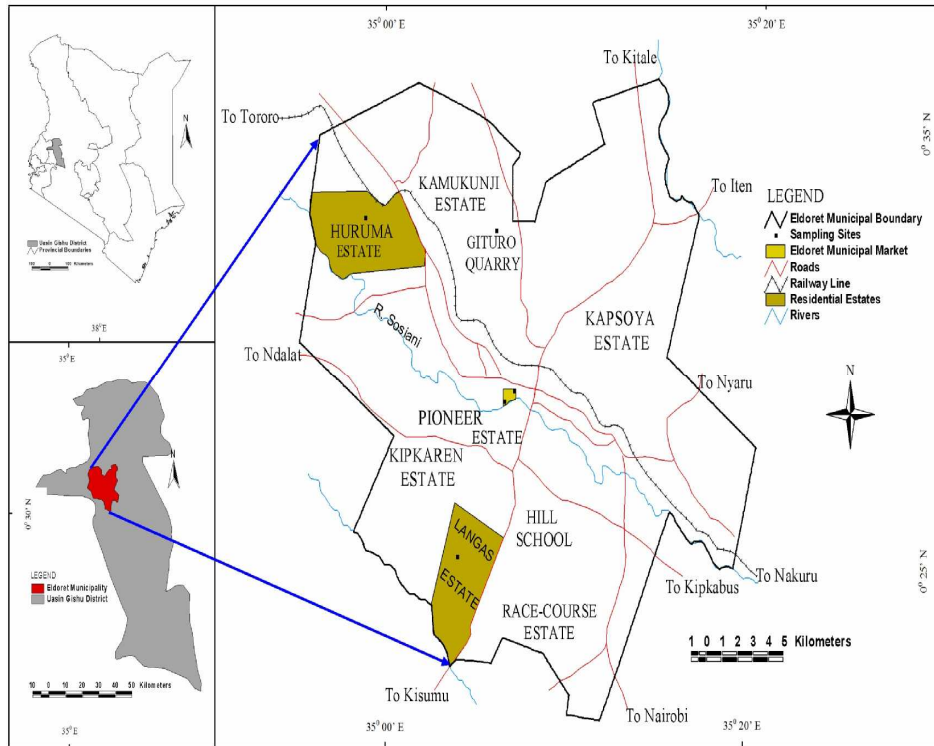 N
Uasin Gishu District
Provincial Boundaries
100 0 100 Kilometers
38°E
35°E
N
0° 30' N
LEGEND
Eldoret Municipality
Uasin Gishu District
10 0 10 20 30 40 50 Kilometers
35°E
35° 00' E
35° 20' E
To Kitale
To Tororo
0° 35' N
To Iten
KAMUKUNJI
ESTATE
HURUMA
ESTATE
GITURO
QUARRY
R. Sosiani
KAPSOYA
ESTATE
To Ndalat
To Nyaru
PIONEER
ESTATE
KIPKAREN
ESTATE
HILL
SCHOOL
LANGAS
ESTATE
To Nakuru
To Kipkabus
0° 25' N
RACE-COURSE
ESTATE
To Kisumu
To Nairobi
35° 00' E
35° 20' E
LEGEND
Eldoret Municipal Boundary
Sampling Sites
Eldoret Municipal Market
Roads
Railway Line
Residential Estates
Rivers
N
1 0 1 2 3 4 5 Kilometers